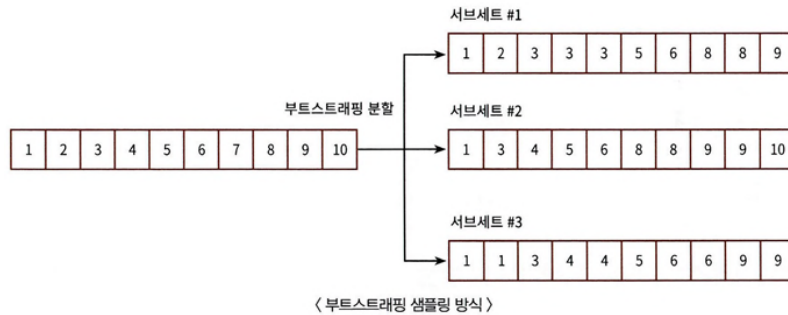 서브세트 #1
1 2 3 3 3 5 6 8 8 9
부트스트래핑 분할
서브세트 #2
1 2 3 4 5 6 7 8 9 10
1 3 4 5 6 8 8 9 9 10
서브세트 #3
1 1 3 4 4 5 6 6 9 9
〈 부트스트래핑 샘플링 방식 〉